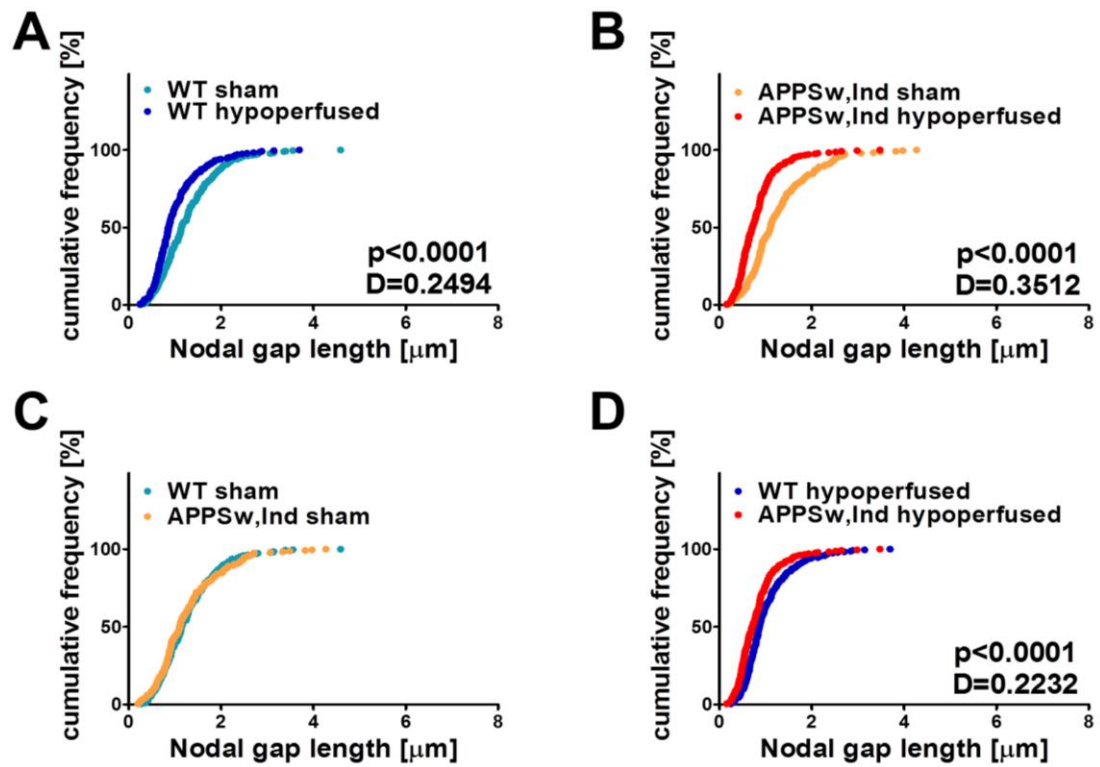 A
cumulative frequency [%]
WT sham
WT hypoperfused
100
50
0
p<0.0001
D=0.2494
0 2 4 6 8
Nodal gap length [μm]
B
cumulative frequency [%]
APPSw,Ind sham
APPSw,Ind hypoperfused
100
50
0
p<0.0001
D=0.3512
0 2 4 6 8
Nodal gap length [μm]
C
cumulative frequency [%]
WT sham
APPSw,Ind sham
100
50
0
0 2 4 6 8
Nodal gap length [μm]
D
cumulative frequency [%]
WT hypoperfused
APPSw,Ind hypoperfused
100
50
0
p<0.0001
D=0.2232
0 2 4 6 8
Nodal gap length [μm]